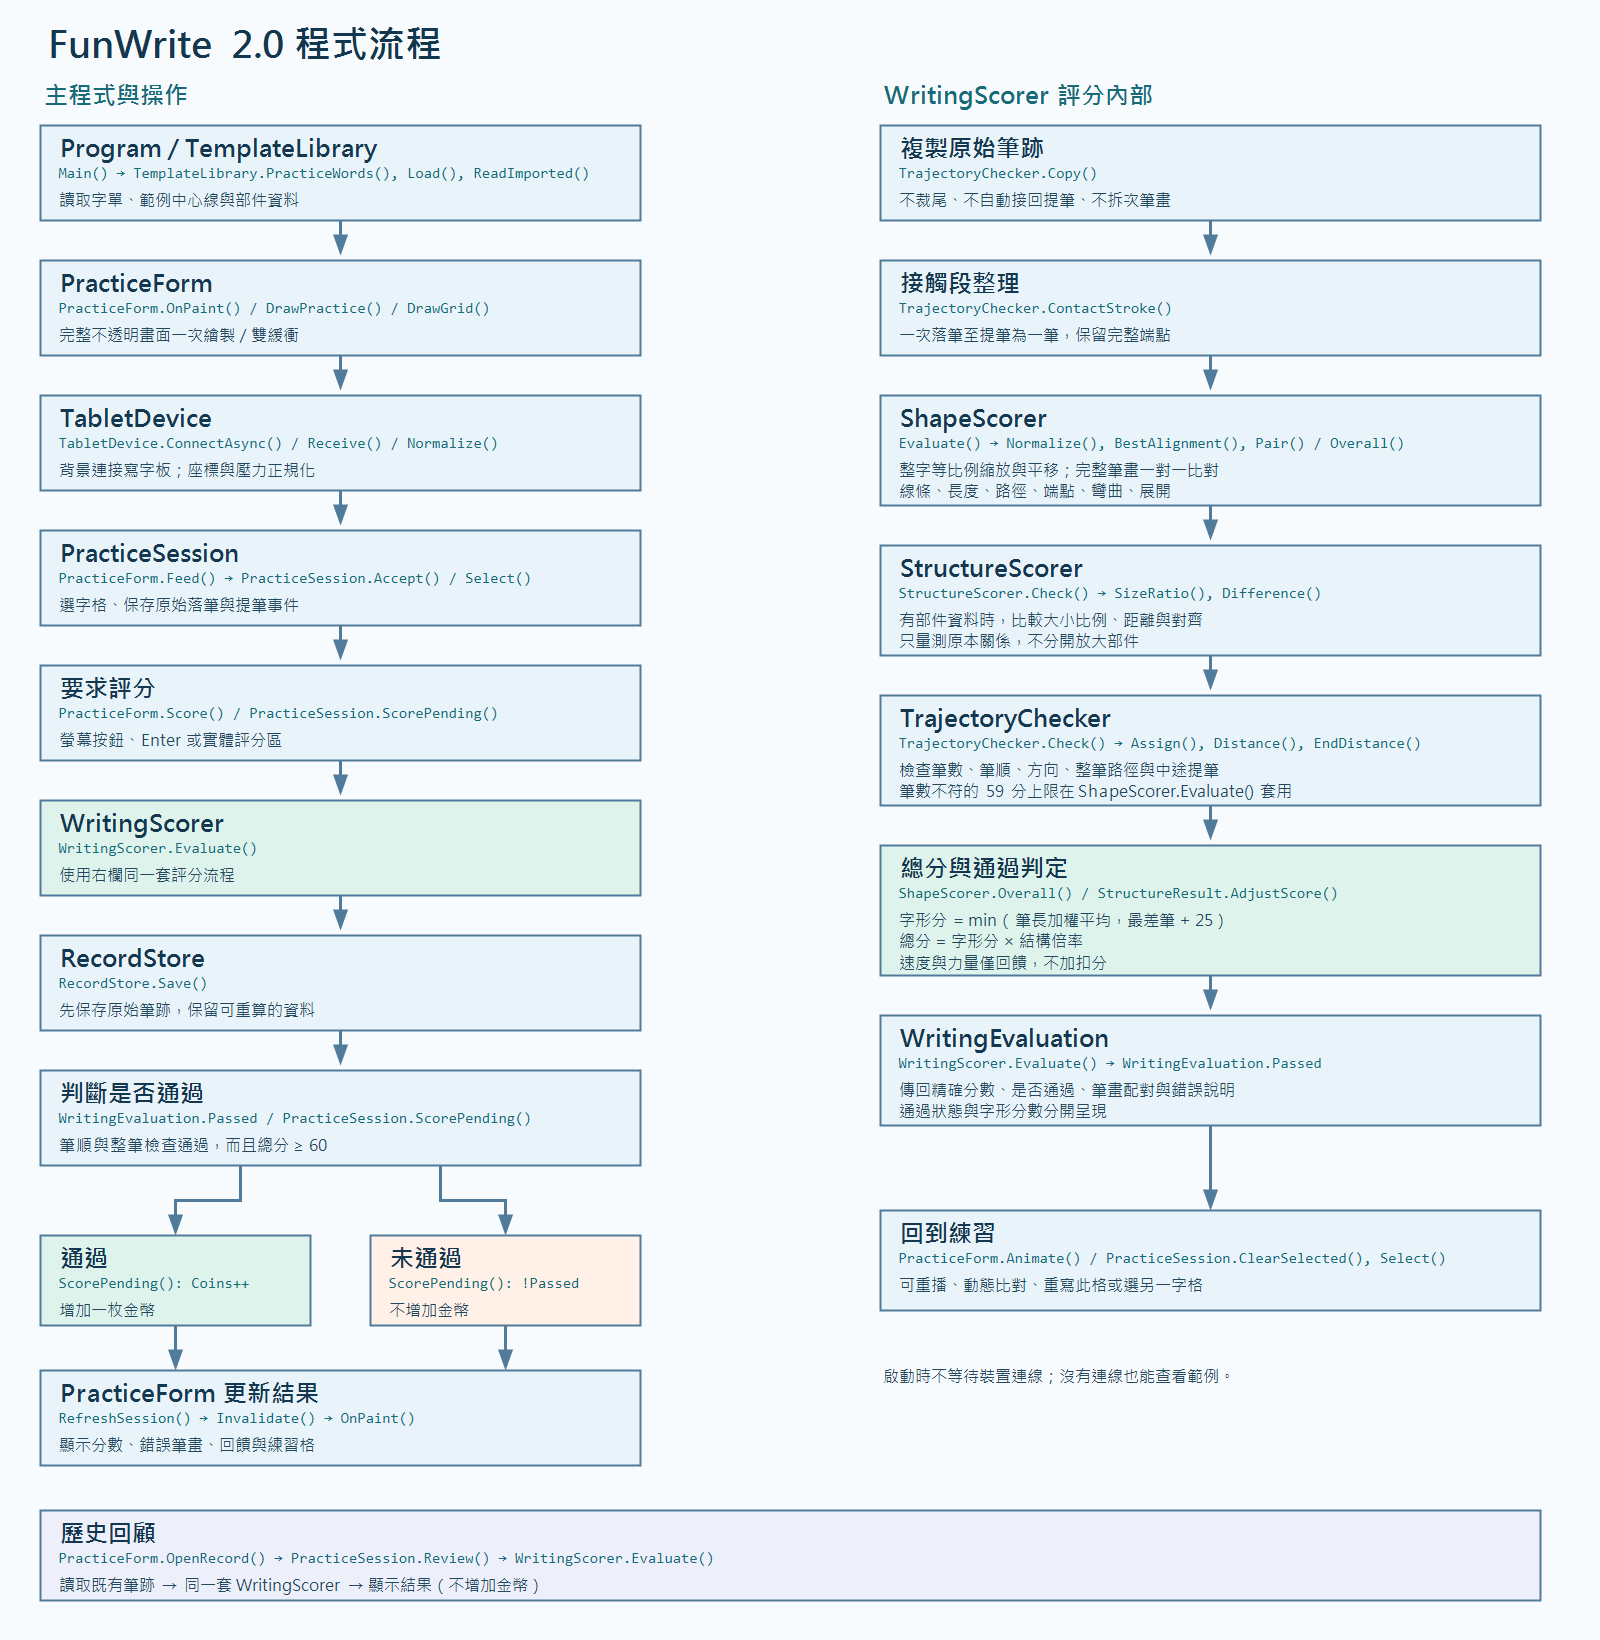 FunWrite 2.0 程式流程
主程式與操作
Program / TemplateLibrary
Main() → TemplateLibrary.PracticeWords(), Load(), ReadImported()
讀取字單、範例中心線與部件資料
PracticeForm
PracticeForm.OnPaint() / DrawPractice() / DrawGrid()
完整不透明畫面一次繪製 / 雙緩衝
TabletDevice
TabletDevice.ConnectAsync() / Receive() / Normalize()
背景連接寫字板；座標與壓力正規化
PracticeSession
PracticeForm.Feed() → PracticeSession.Accept() / Select()
選字格、保存原始落筆與提筆事件
要求評分
PracticeForm.Score() / PracticeSession.ScorePending()
螢幕按鈕、Enter 或實體評分區
WritingScorer
WritingScorer.Evaluate()
使用右欄同一套評分流程
RecordStore
RecordStore.Save()
先保存原始筆跡，保留可重算的資料
判斷是否通過
WritingEvaluation.Passed / PracticeSession.ScorePending()
筆順與整筆檢查通過，而且總分 ≥ 60
通過
ScorePending(): Coins++
增加一枚金幣
未通過
ScorePending(): !Passed
不增加金幣
PracticeForm 更新結果
RefreshSession() → Invalidate() → OnPaint()
顯示分數、錯誤筆畫、回饋與練習格
WritingScorer 評分內部
複製原始筆跡
TrajectoryChecker.Copy()
不裁尾、不自動接回提筆、不拆次筆畫
接觸段整理
TrajectoryChecker.ContactStroke()
一次落筆至提筆為一筆，保留完整端點
ShapeScorer
Evaluate() → Normalize(), BestAlignment(), Pair() / Overall()
整字等比例縮放與平移；完整筆畫一對一比對
線條、長度、路徑、端點、彎曲、展開
StructureScorer
StructureScorer.Check() → SizeRatio(), Difference()
有部件資料時，比較大小比例、距離與對齊
只量測原本關係，不分開放大部件
TrajectoryChecker
TrajectoryChecker.Check() → Assign(), Distance(), EndDistance()
檢查筆數、筆順、方向、整筆路徑與中途提筆
筆數不符的 59 分上限在 ShapeScorer.Evaluate() 套用
總分與通過判定
ShapeScorer.Overall() / StructureResult.AdjustScore()
字形分 = min（筆長加權平均，最差筆 + 25）
總分 = 字形分 × 結構倍率
速度與力量僅回饋，不加扣分
WritingEvaluation
WritingScorer.Evaluate() → WritingEvaluation.Passed
傳回精確分數、是否通過、筆畫配對與錯誤說明
通過狀態與字形分數分開呈現
回到練習
PracticeForm.Animate() / PracticeSession.ClearSelected(), Select()
可重播、動態比對、重寫此格或選另一字格
啟動時不等待裝置連線；沒有連線也能查看範例。
歷史回顧
PracticeForm.OpenRecord() → PracticeSession.Review() → WritingScorer.Evaluate()
讀取既有筆跡 → 同一套 WritingScorer → 顯示結果（不增加金幣）